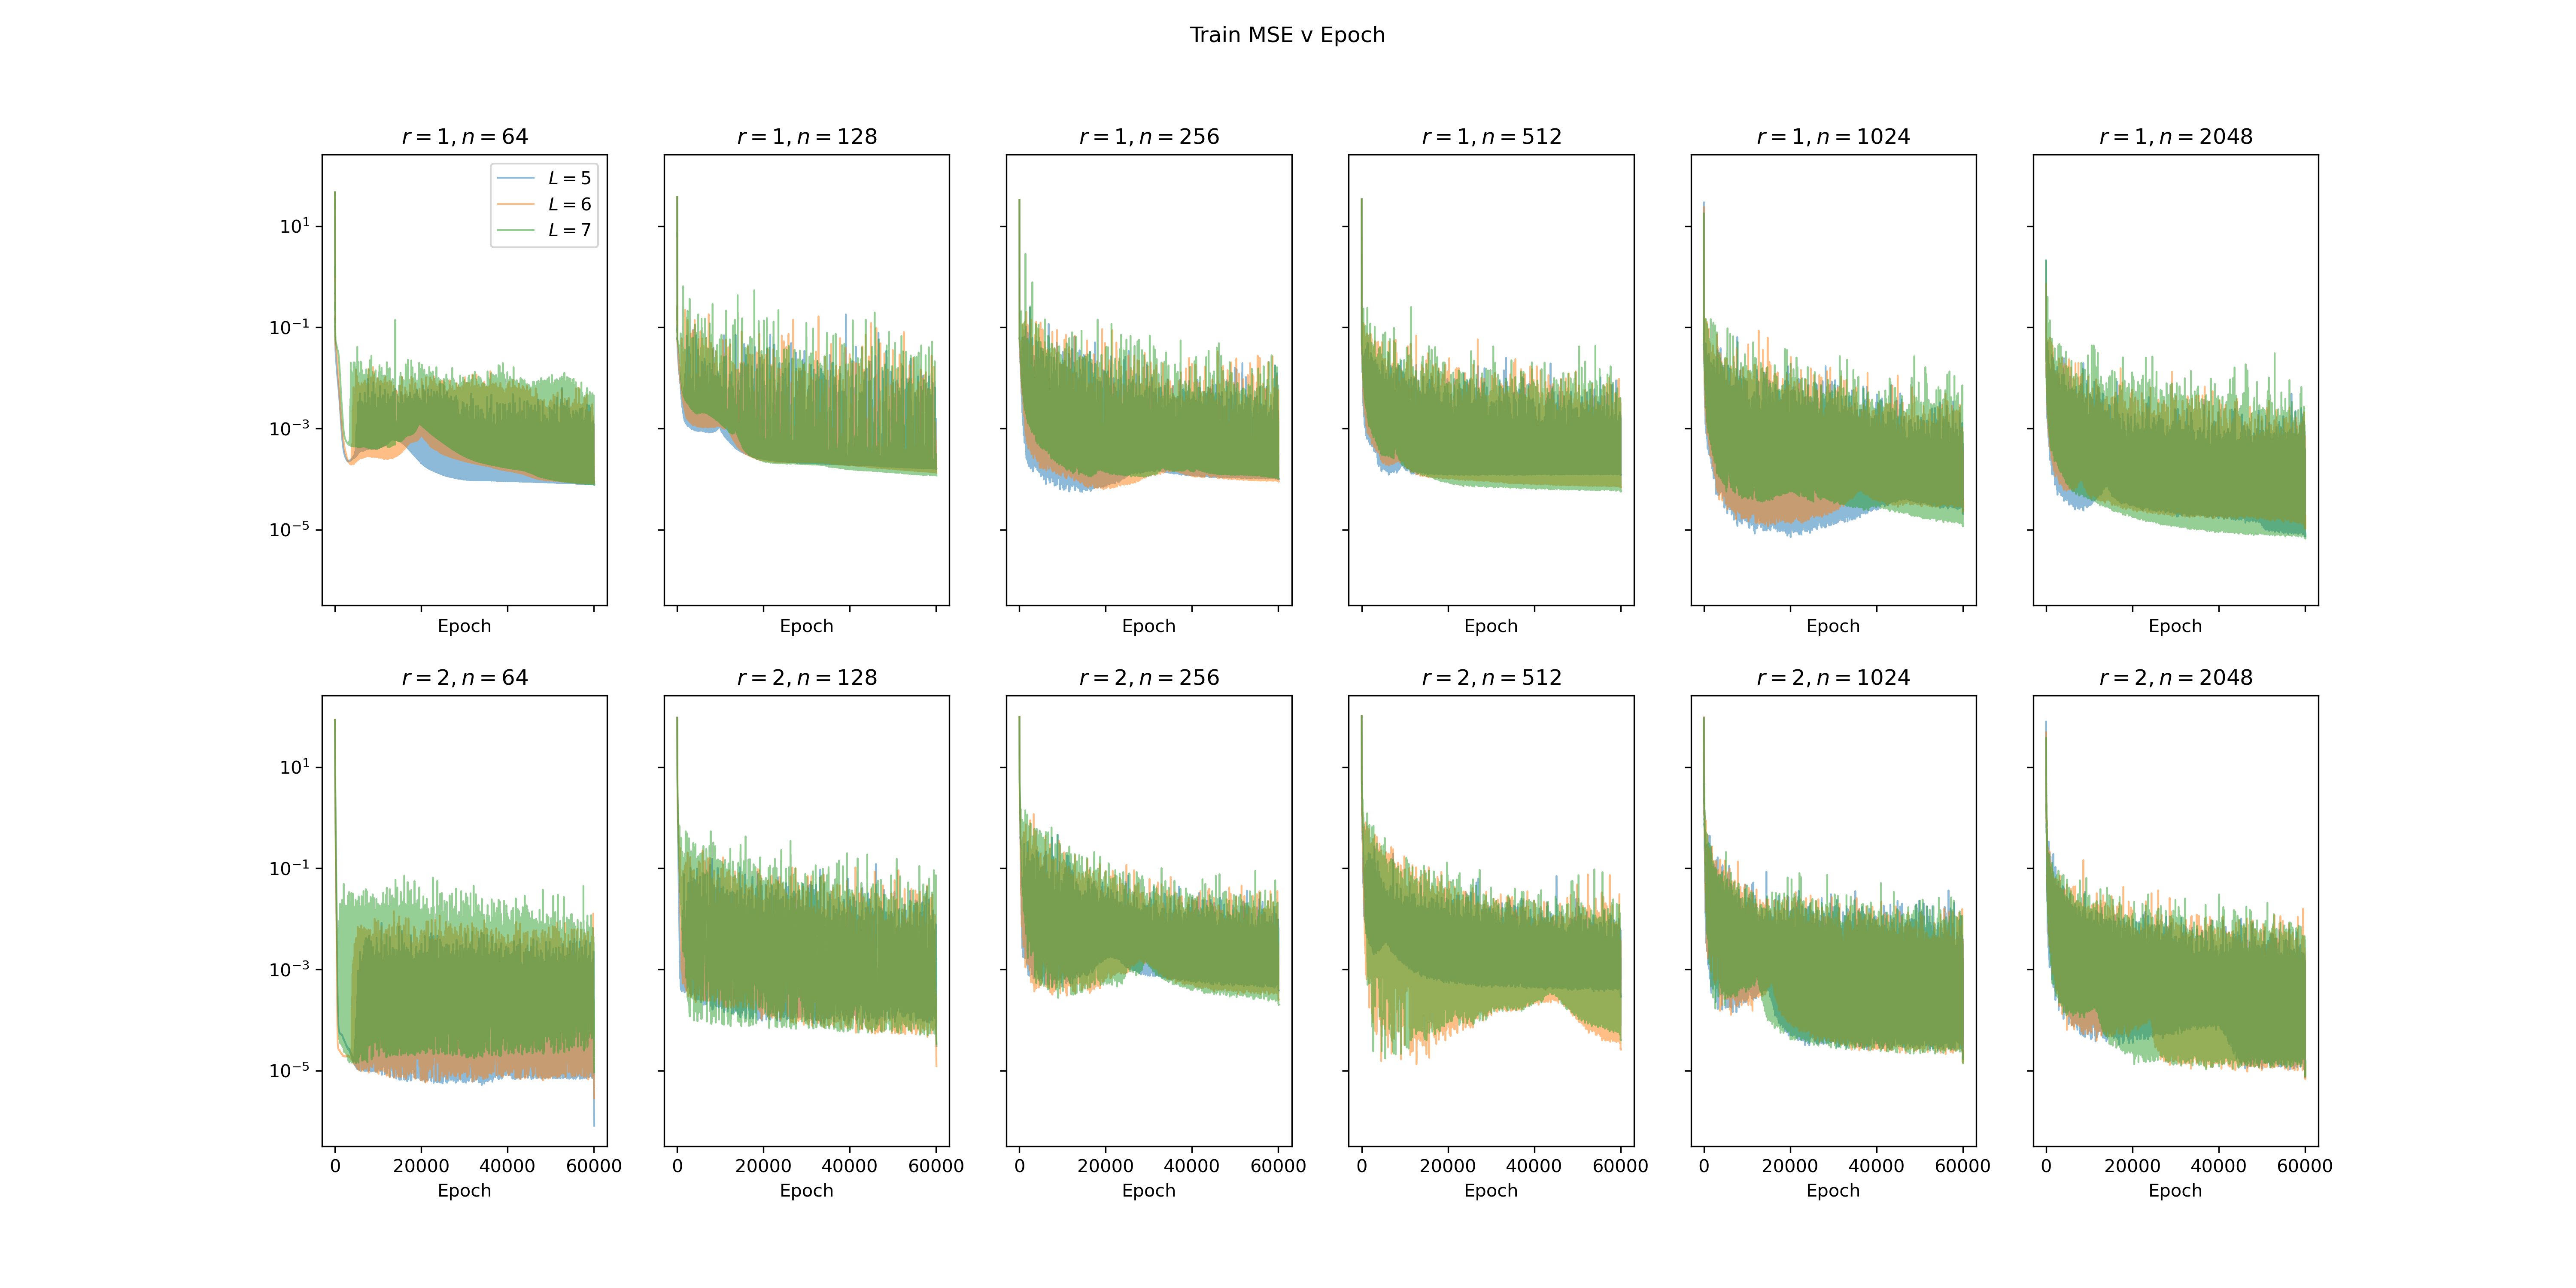 Train MSE v Epoch
r = 1, n = 64
r = 1, n = 128
r = 1, n = 256
r = 1, n = 512
r = 1, n = 1024
r = 1, n = 2048
L = 5
L = 6
L = 7
10¹
10⁻¹
10⁻³
10⁻⁵
Epoch
Epoch
Epoch
Epoch
Epoch
Epoch
r = 2, n = 64
r = 2, n = 128
r = 2, n = 256
r = 2, n = 512
r = 2, n = 1024
r = 2, n = 2048
10¹
10⁻¹
10⁻³
10⁻⁵
0 20000 40000 60000
0 20000 40000 60000
0 20000 40000 60000
0 20000 40000 60000
0 20000 40000 60000
0 20000 40000 60000
Epoch
Epoch
Epoch
Epoch
Epoch
Epoch